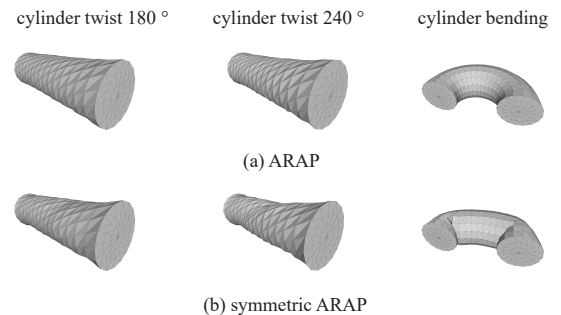 cylinder twist 180 ° cylinder twist 240 ° cylinder bending
(a) ARAP
(b) symmetric ARAP